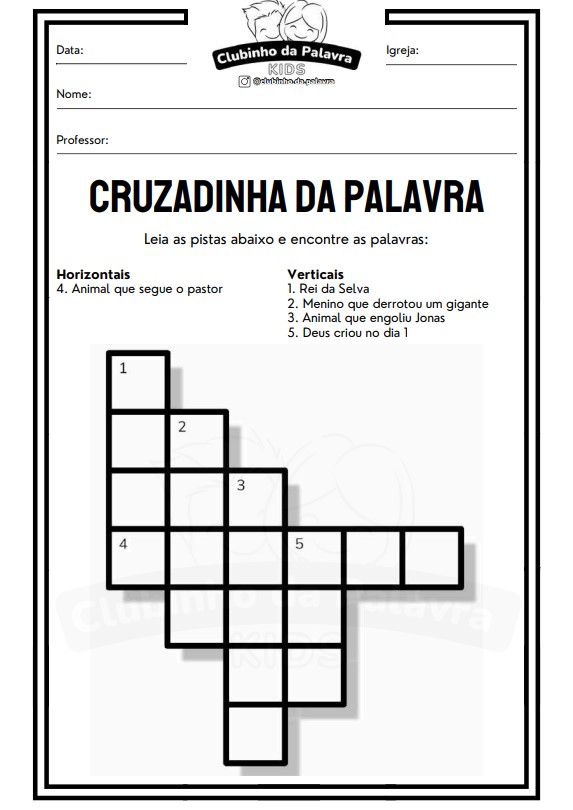 Clubinho da Palavra
KIDS
@clubinho.da.palavra
Data:
Igreja:
Nome:
Professor:
CRUZADINHA DA PALAVRA
Leia as pistas abaixo e encontre as palavras:
Horizontais
4. Animal que segue o pastor
Verticais
1. Rei da Selva
2. Menino que derrotou um gigante
3. Animal que engoliu Jonas
5. Deus criou no dia 1
1
2
3
4 5
Clubinho da Palavra
KIDS